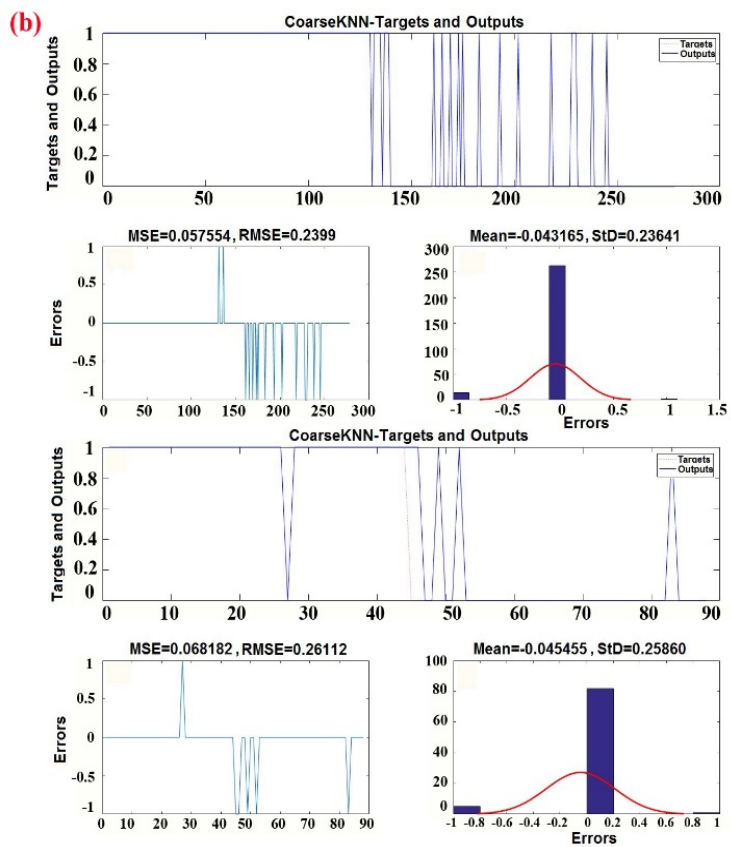 (b)
CoarseKNN-Targets and Outputs
Targets and Outputs
1
0.8
0.6
0.4
0.2
0
0 50 100 150 200 250 300
Targets
Outputs
MSE=0.057554, RMSE=0.2399
Errors
1
0.5
0
-0.5
-1
0 50 100 150 200 250 300
Mean=-0.043165, StD=0.23641
300
250
200
300
100
50
0
-1 -0.5 0 0.5 1 1.5
Errors
CoarseKNN-Targets and Outputs
Targets and Outputs
1
0.8
0.6
0.4
0.2
0
0 10 20 30 40 50 60 70 80 90
Targets
Outputs
MSE=0.068182, RMSE=0.26112
Errors
1
0.5
0
-0.5
-1
0 10 20 30 40 50 60 70 80 90
Mean=-0.045455, StD=0.25860
100
80
60
40
20
0
-1 -0.8 -0.6 -0.4 -0.2 0 0.2 0.4 0.6 0.8 1
Errors